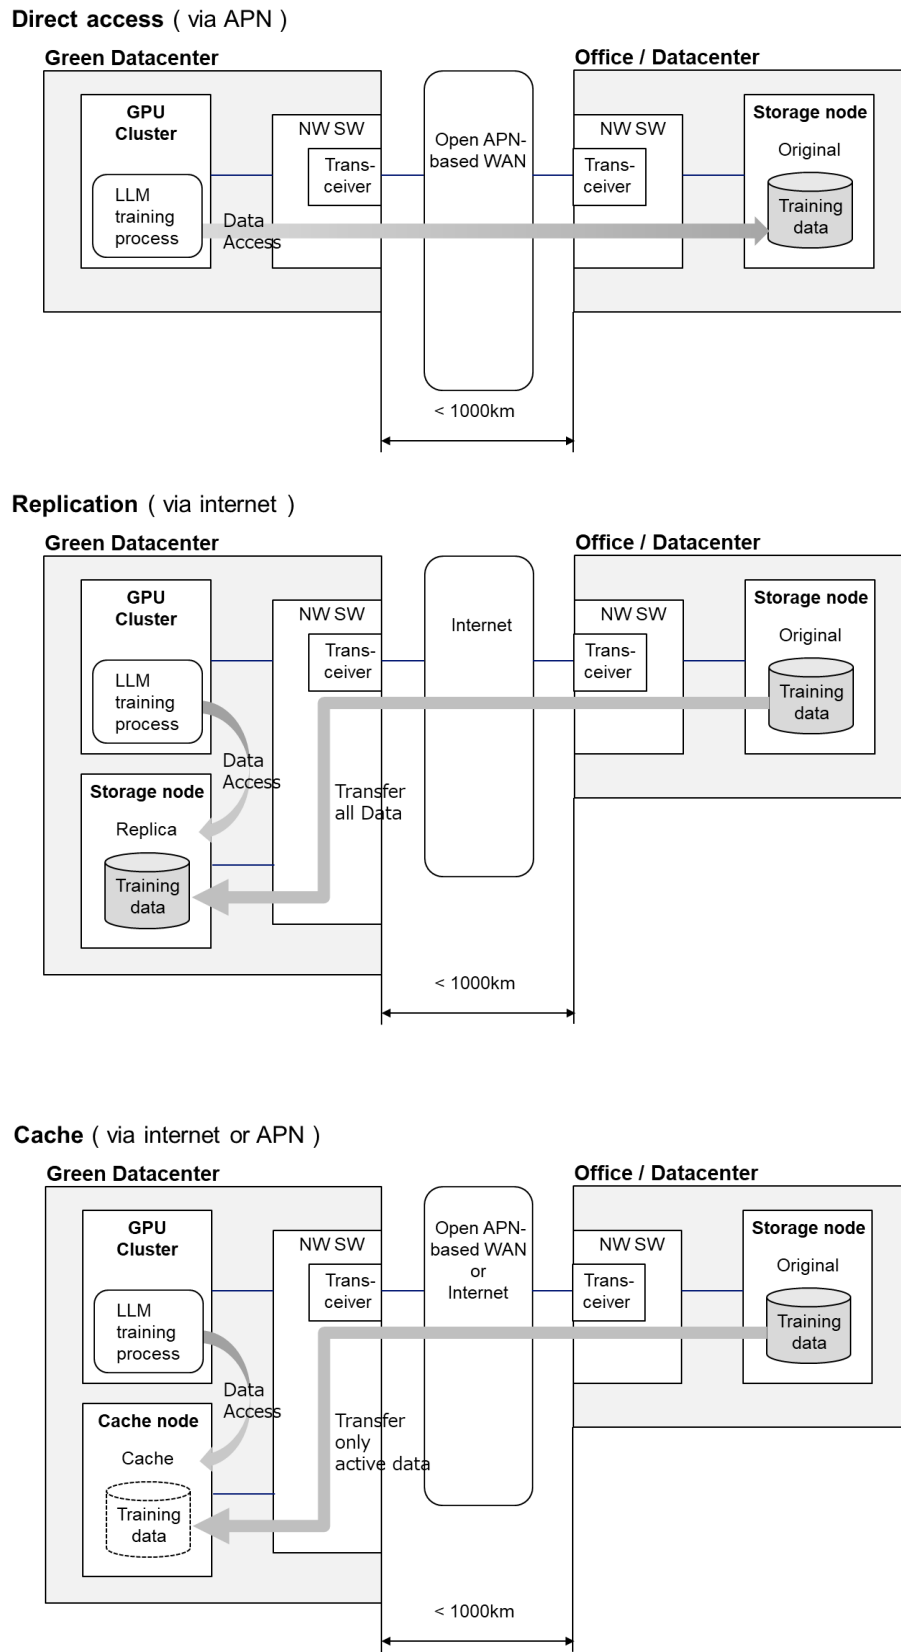 Direct access ( via APN )
Green Datacenter
Office / Datacenter
GPU
Cluster
LLM
training
process
Data
Access
NW SW
Trans-
ceiver
Open APN-
based WAN
NW SW
Trans-
ceiver
Storage node
Original
Training
data
< 1000km
Replication ( via internet )
Green Datacenter
Office / Datacenter
GPU
Cluster
LLM
training
process
Data
Access
Storage node
Replica
Training
data
NW SW
Trans-
ceiver
Transfer
all Data
Internet
NW SW
Trans-
ceiver
Storage node
Original
Training
data
< 1000km
Cache ( via internet or APN )
Green Datacenter
Office / Datacenter
GPU
Cluster
LLM
training
process
Data
Access
Cache node
Cache
Training
data
NW SW
Trans-
ceiver
Transfer
only
active data
Open APN-
based WAN
or
Internet
NW SW
Trans-
ceiver
Storage node
Original
Training
data
< 1000km